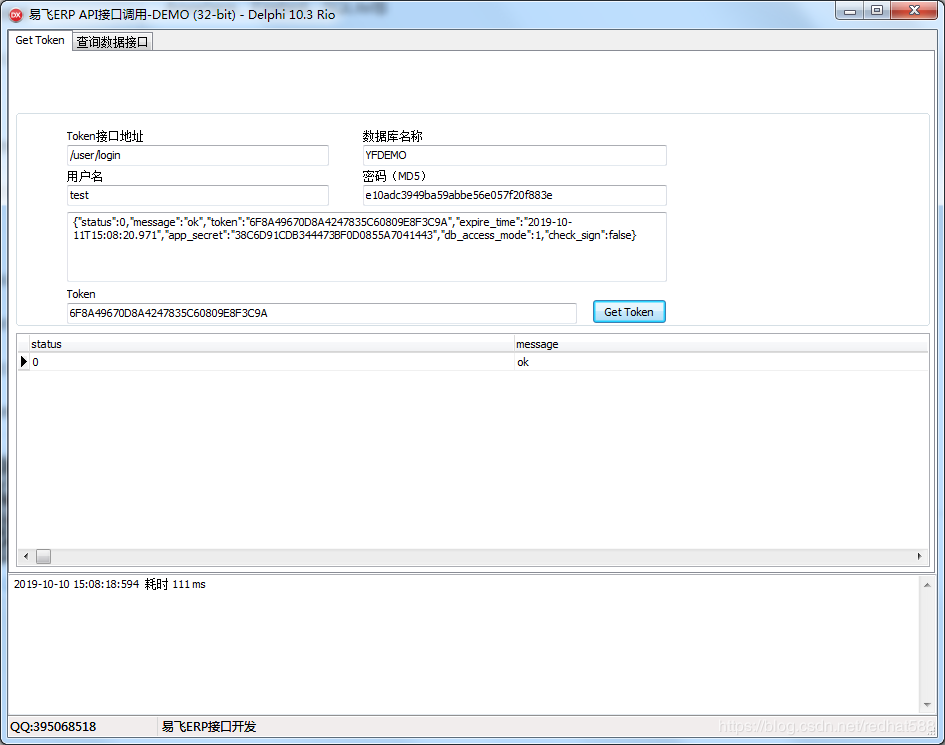 易飞ERP API接口调用-DEMO (32-bit) - Delphi 10.3 Rio
Get Token 查询数据接口
Token接口地址 数据库名称
/user/login YFDEMO
用户名 密码（MD5）
test e10adc3949ba59abbe56e057f20f883e
{"status":0,"message":"ok","token":"6F8A49670D8A4247835C60809E8F3C9A","expire_time":"2019-10-
11T15:08:20.971","app_secret":"38C6D91CDB344473BF0D0855A7041443","db_access_mode":1,"check_sign":false}
Token
6F8A49670D8A4247835C60809E8F3C9A Get Token
status message
0 ok
2019-10-10 15:08:18:594 耗时 111 ms
QQ:395068518 易飞ERP接口开发
https://blog.csdn.net/redhat588